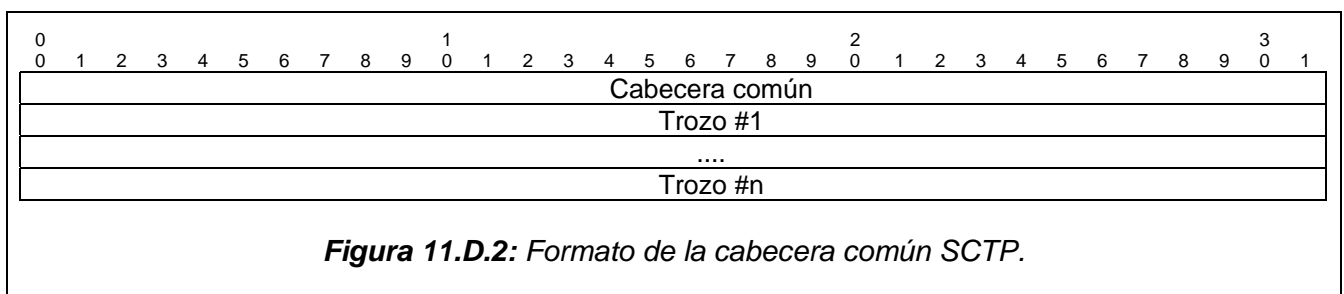 0 1 2 3
0 1 2 3 4 5 6 7 8 9 0 1 2 3 4 5 6 7 8 9 0 1 2 3 4 5 6 7 8 9 0 1
Cabecera común
Trozo #1
....
Trozo #n
Figura 11.D.2: Formato de la cabecera común SCTP.